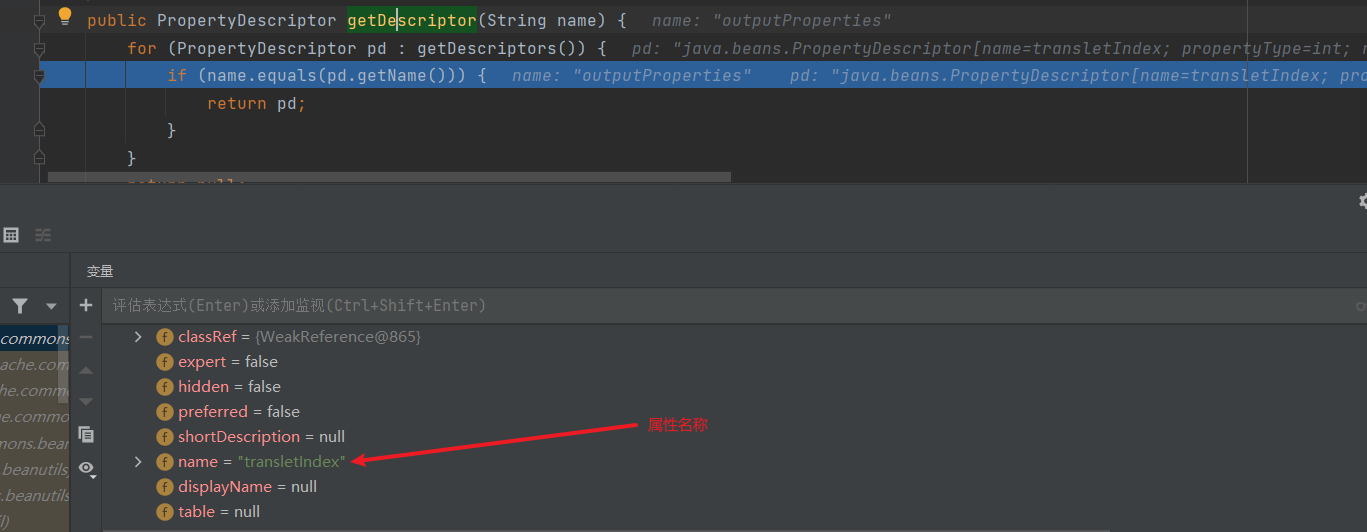 public PropertyDescriptor getDescriptor(String name) {   name: "outputProperties"
for (PropertyDescriptor pd : getDescriptors()) {   pd: "java.beans.PropertyDescriptor[name=transletIndex; propertyType=int;
if (name.equals(pd.getName())) {   name: "outputProperties"   pd: "java.beans.PropertyDescriptor[name=transletIndex;
return pd;
}
}
return null;
变量
评估表达式(Enter)或添加监视(Ctrl+Shift+Enter)
classRef = {WeakReference@865}
commons
expert = false
ache.com
hidden = false
he.commo
preferred = false
属性名称
e.commo
shortDescription = null
mons.bea
name = "transletIndex"
.beanutils
displayName = null
s.beanutils
table = null